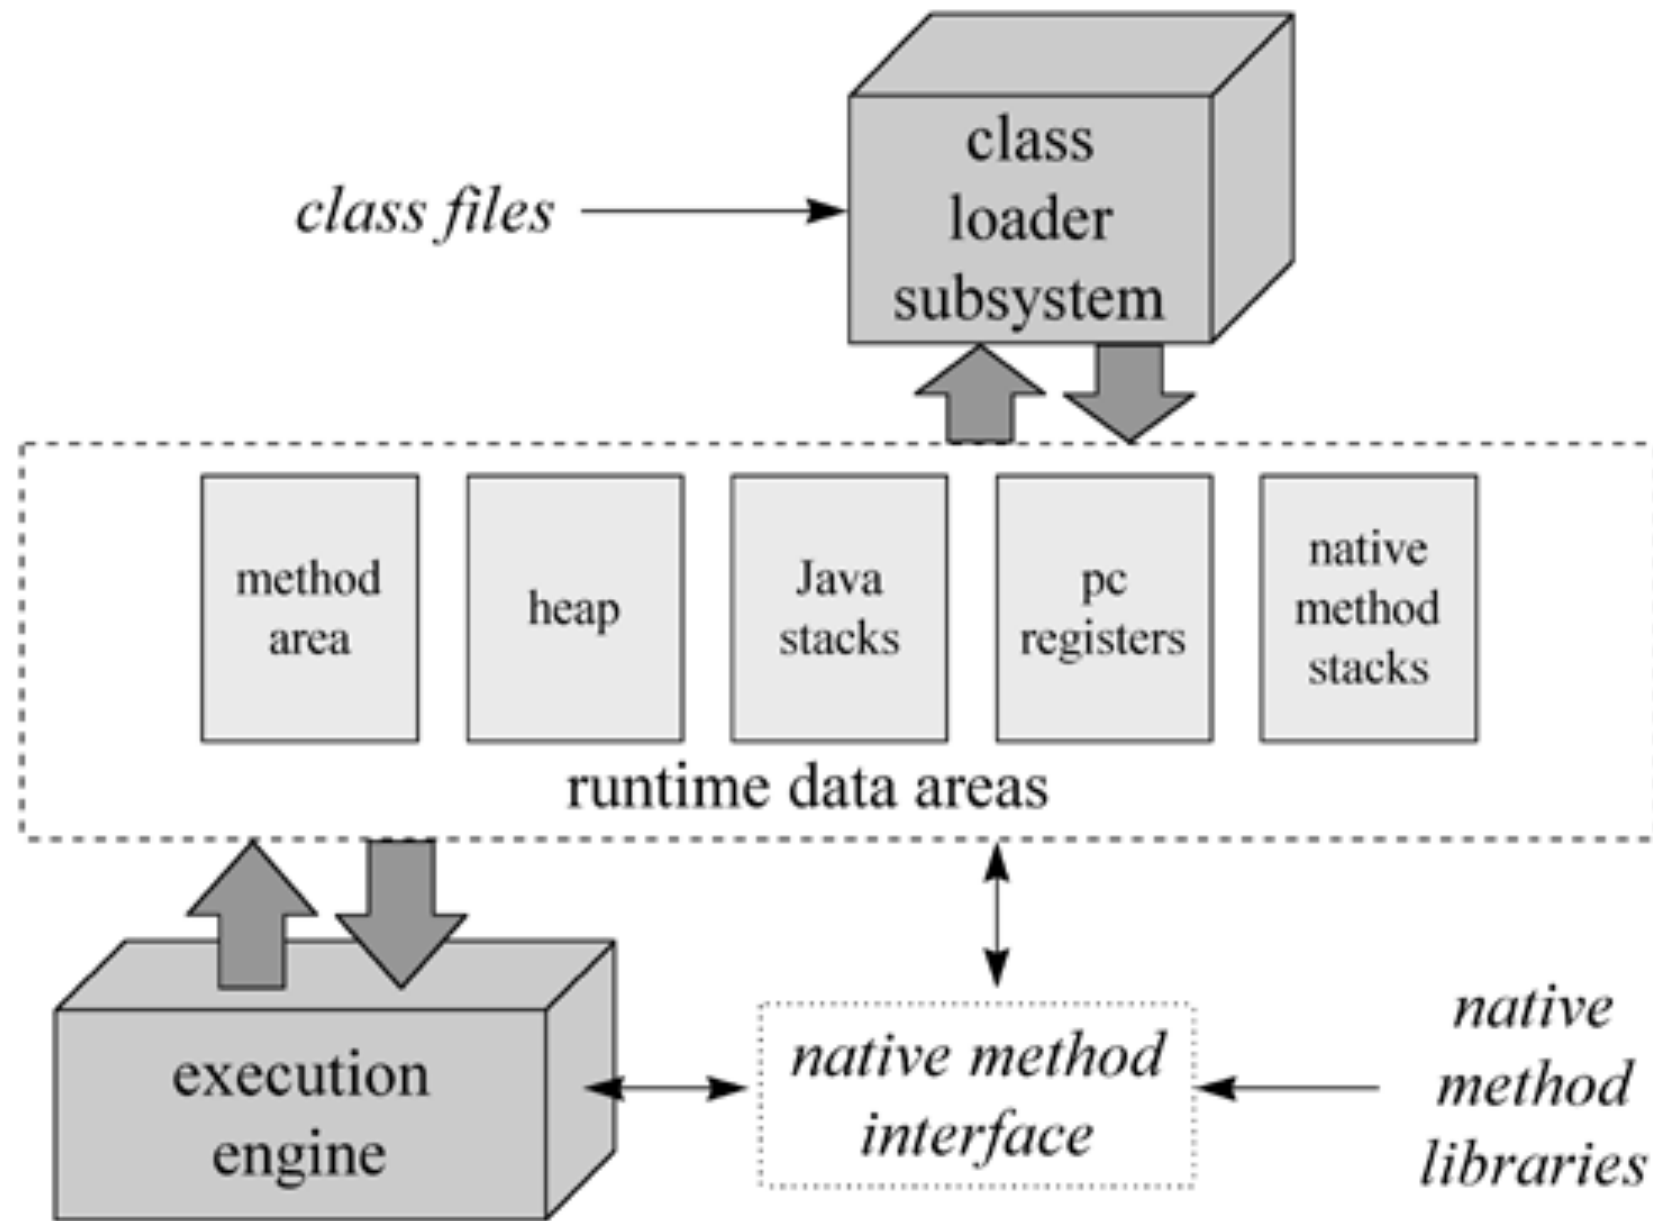 class
loader
subsystem
class files
method
area
heap
Java
stacks
pc
registers
native
method
stacks
runtime data areas
execution
engine
native method
interface
native
method
libraries